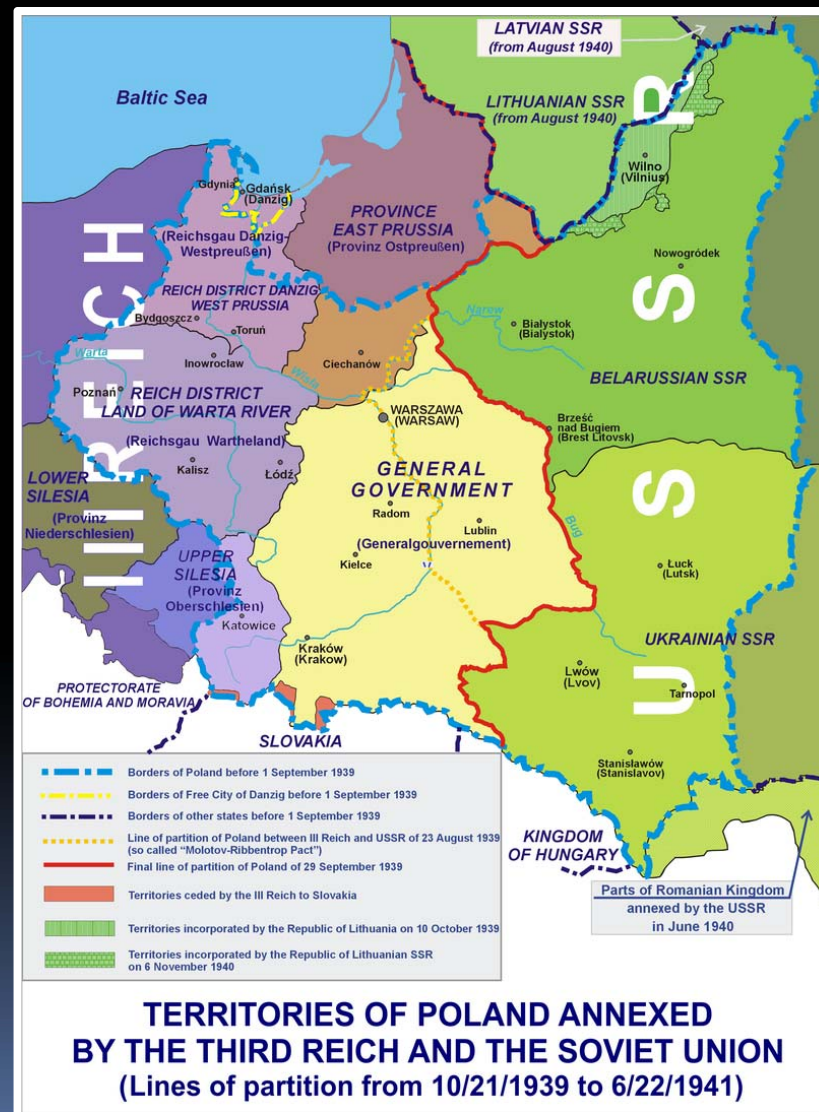 LATVIAN SSR
(from August 1940)
Baltic Sea
LITHUANIAN SSR
(from August 1940)
Wilno
(Vilnius)
Gdynia
Gdańsk
(Danzig)
PROVINCE
EAST PRUSSIA
(Provinz Ostpreußen)
(Reichsgau Danzig-
Westpreußen)
Nowogródek
REICH DISTRICT DANZIG
WEST PRUSSIA
Bydgoszcz
Toruń
Narew
Białystok
(Bialystok)
Inowrocław
Ciechanów
Warta
Wisła
BELARUSSIAN SSR
Poznań
REICH DISTRICT
LAND OF WARTA RIVER
(Reichsgau Wartheland)
WARSZAWA
(WARSAW)
Brześć
nad Bugiem
(Brest Litovsk)
Kalisz
Łódź
GENERAL
GOVERNMENT
LOWER
SILESIA
(Provinz
Niederschlesien)
Radom
Lublin
(Generalgouvernement)
Bug
Kielce
UPPER
SILESIA
(Provinz
Oberschlesien)
Łuck
(Lutsk)
Katowice
Kraków
(Krakow)
UKRAINIAN SSR
Lwów
(Lvov)
Tarnopol
PROTECTORATE
OF BOHEMIA AND MORAVIA
SLOVAKIA
Stanisławów
(Stanislavov)
III REICH
USSR
KINGDOM
OF HUNGARY
Parts of Romanian Kingdom
annexed by the USSR
in June 1940
Borders of Poland before 1 September 1939
Borders of Free City of Danzig before 1 September 1939
Borders of other states before 1 September 1939
Line of partition of Poland between III Reich and USSR of 23 August 1939
(so called "Molotov-Ribbentrop Pact")
Final line of partition of Poland of 29 September 1939
Territories ceded by the III Reich to Slovakia
Territories incorporated by the Republic of Lithuania on 10 October 1939
Territories incorporated by the Republic of Lithuanian SSR
on 6 November 1940
TERRITORIES OF POLAND ANNEXED
BY THE THIRD REICH AND THE SOVIET UNION
(Lines of partition from 10/21/1939 to 6/22/1941)